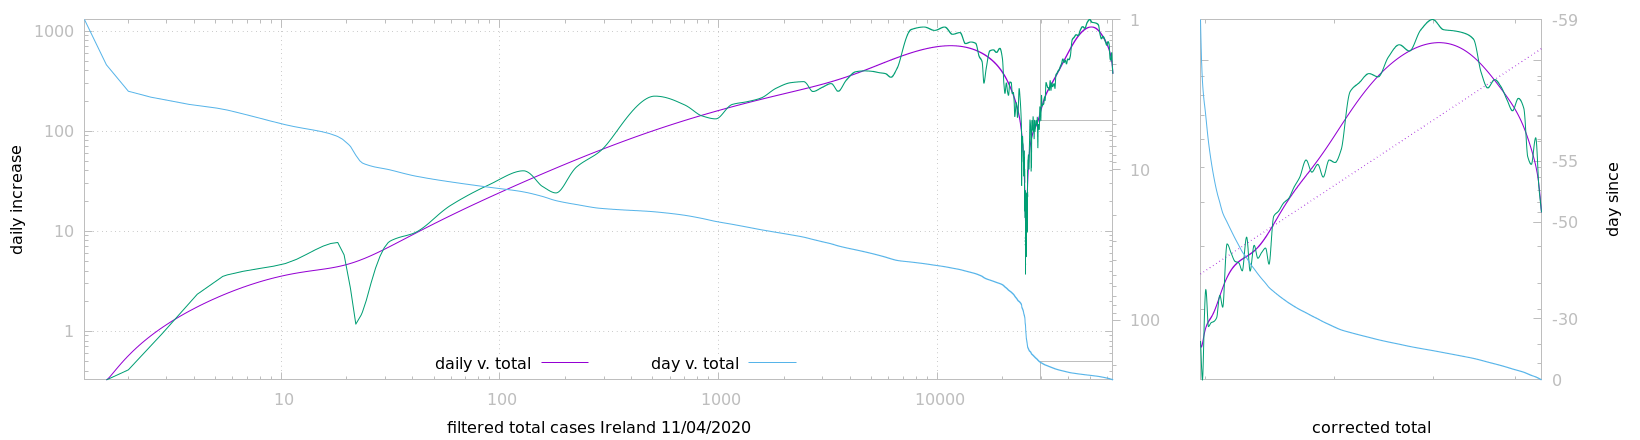 daily increase
1000
100
10
1
daily v. total
day v. total
10
100
1000
10000
filtered total cases Ireland 11/04/2020
1
10
100
-59
-55
-50
-30
0
day since
corrected total